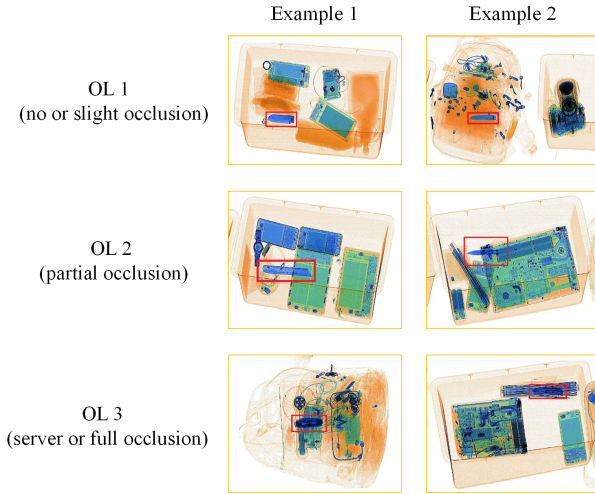 Example 1
Example 2
OL 1
(no or slight occlusion)
OL 2
(partial occlusion)
OL 3
(server or full occlusion)